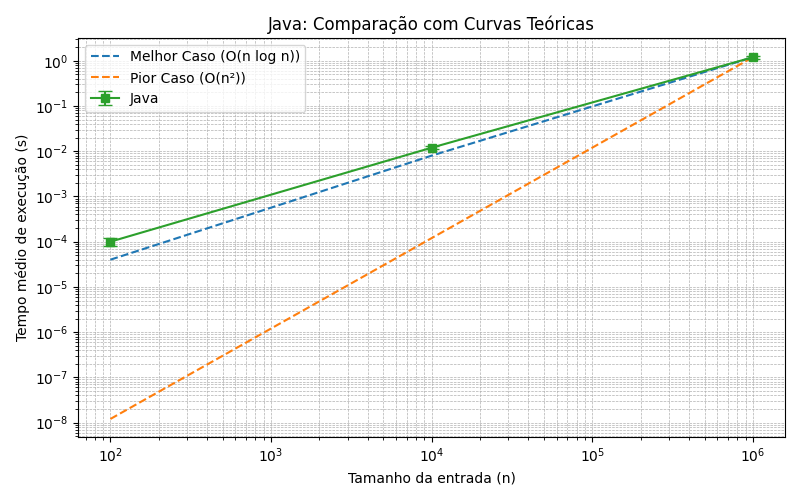 Java: Comparação com Curvas Teóricas
Tempo médio de execução (s)
10⁰
10⁻¹
10⁻²
10⁻³
10⁻⁴
10⁻⁵
10⁻⁶
10⁻⁷
10⁻⁸
Melhor Caso (O(n log n))
Pior Caso (O(n²))
Java
10² 10³ 10⁴ 10⁵ 10⁶
Tamanho da entrada (n)